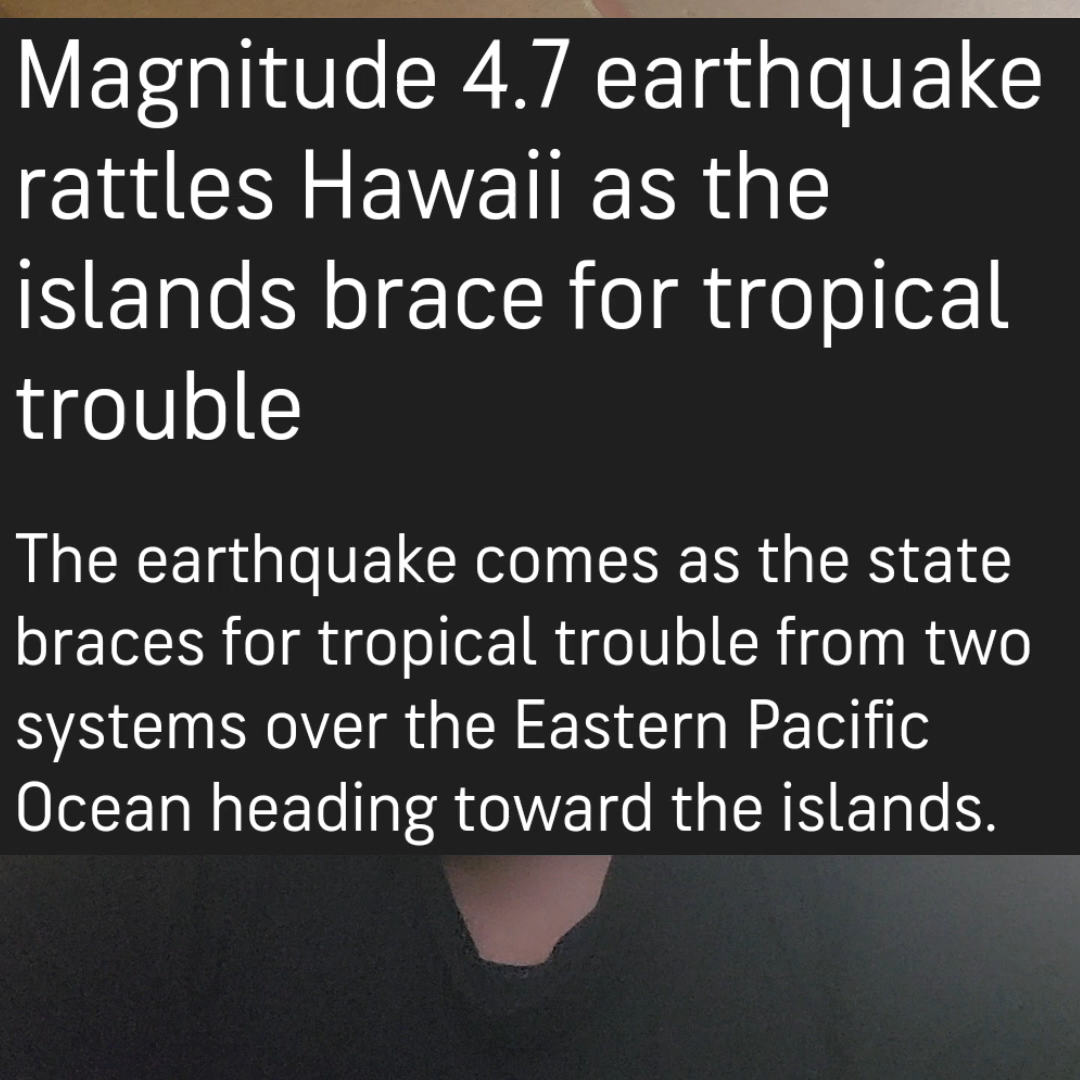 Magnitude 4.7 earthquake
rattles Hawaii as the
islands brace for tropical
trouble
The earthquake comes as the state
braces for tropical trouble from two
systems over the Eastern Pacific
Ocean heading toward the islands.